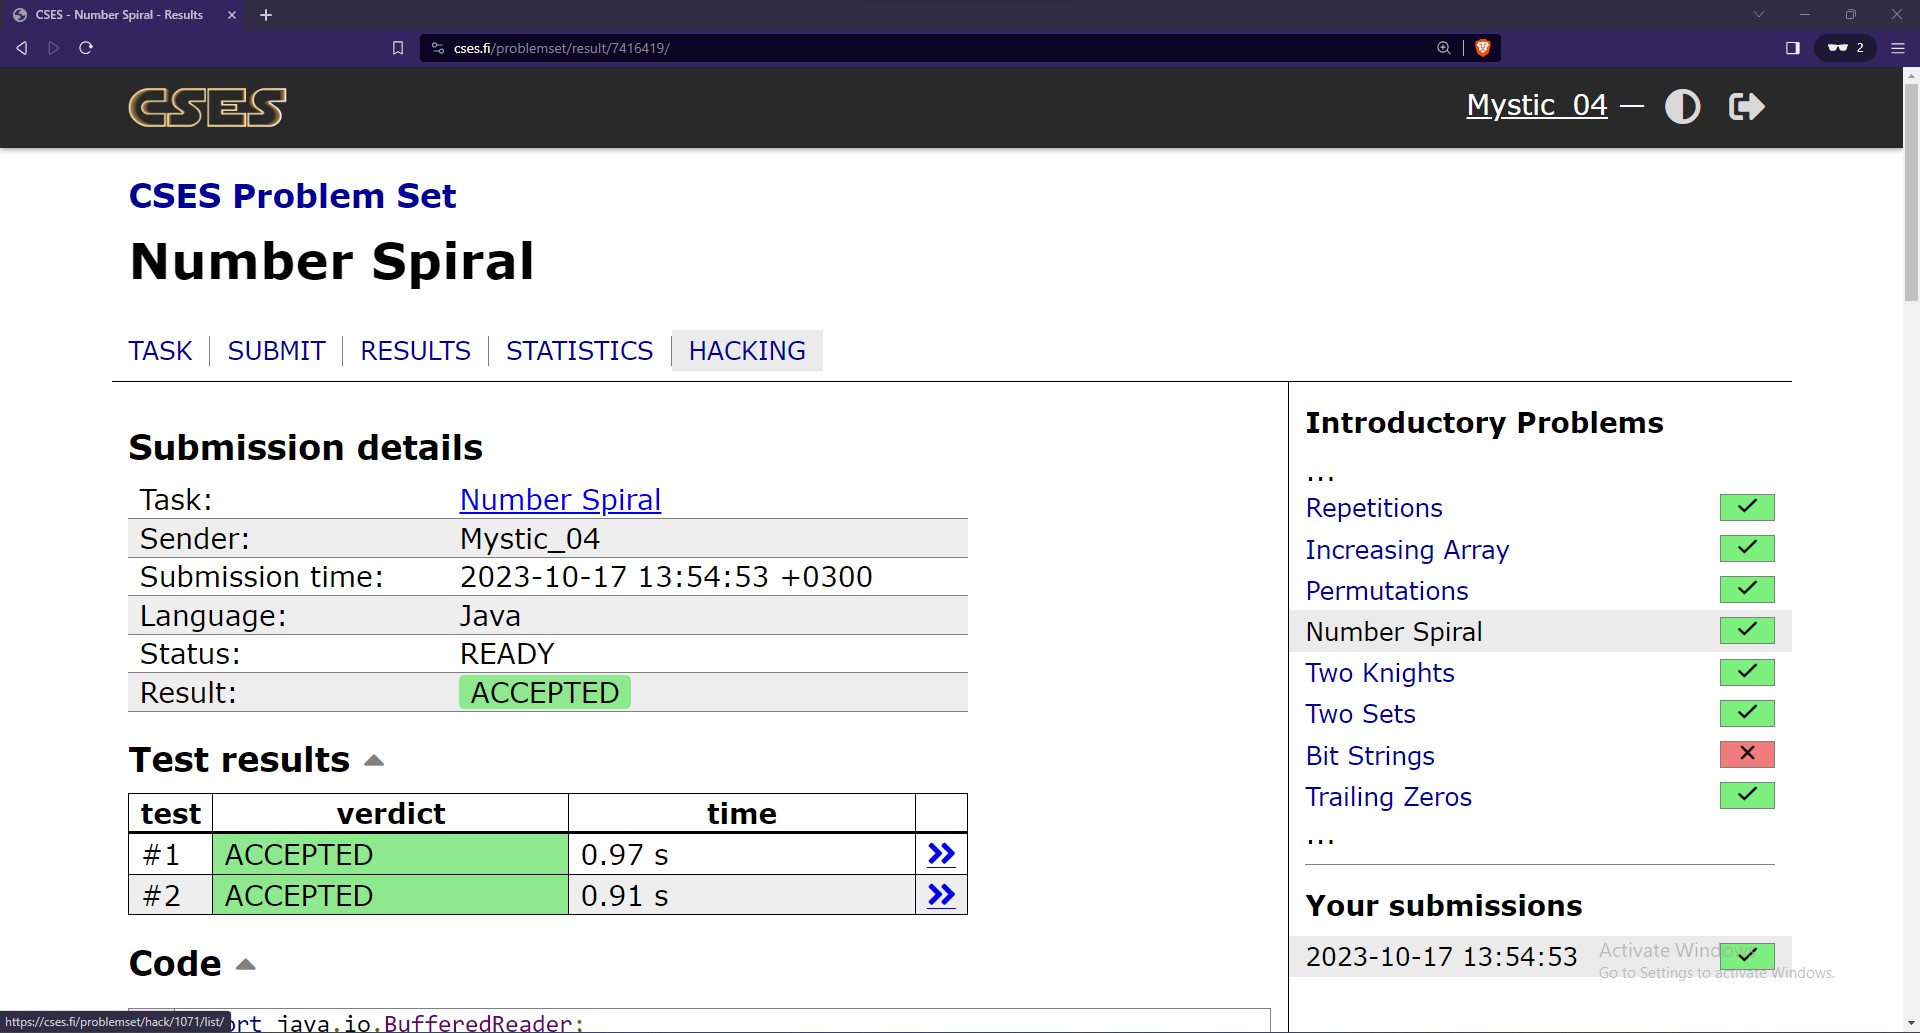 CSES - Number Spiral - Results
cses.fi/problemset/result/7416419/
2
CSES
Mystic_04 —
CSES Problem Set
Number Spiral
TASK
SUBMIT
RESULTS
STATISTICS
HACKING
Submission details
Task: Number Spiral
Sender: Mystic_04
Submission time: 2023-10-17 13:54:53 +0300
Language: Java
Status: READY
Result: ACCEPTED
Test results
test verdict time
#1 ACCEPTED 0.97 s
#2 ACCEPTED 0.91 s
Code
ort java.io.BufferedReader;
Introductory Problems
...
Repetitions
Increasing Array
Permutations
Number Spiral
Two Knights
Two Sets
Bit Strings
Trailing Zeros
...
Your submissions
2023-10-17 13:54:53
Activate Windows
Go to Settings to activate Windows.
https://cses.fi/problemset/hack/1071/list/